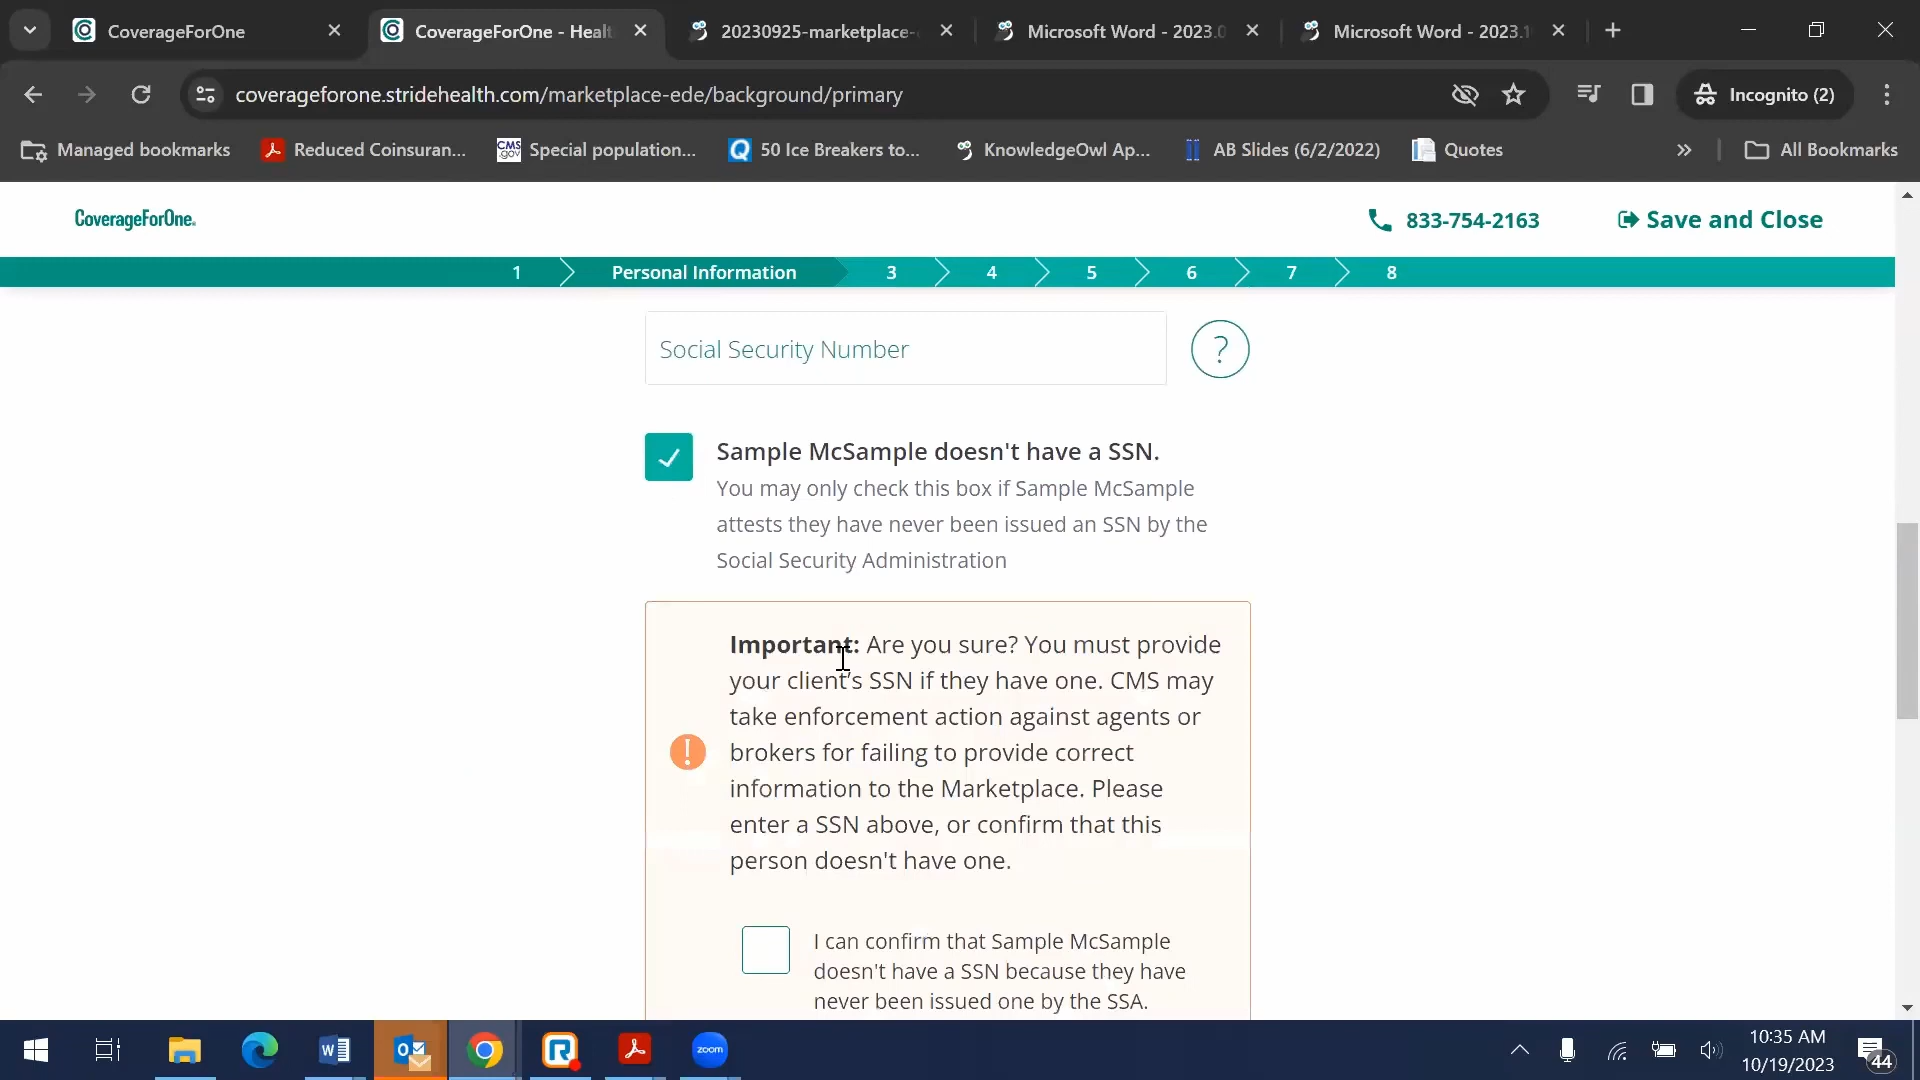 CoverageForOne
CoverageForOne - Healt
20230925-marketplace-
Microsoft Word - 2023.0
Microsoft Word - 2023.1
coverageforone.stridehealth.com/marketplace-ede/background/primary
Incognito (2)
Managed bookmarks
Reduced Coinsuran...
CMS
.gov
Special population...
Q
50 Ice Breakers to...
KnowledgeOwl Ap...
AB Slides (6/2/2022)
Quotes
»
All Bookmarks
CoverageForOne.
833-754-2163
Save and Close
1
Personal Information
3
4
5
6
7
8
Social Security Number
?
Sample McSample doesn't have a SSN.
You may only check this box if Sample McSample
attests they have never been issued an SSN by the
Social Security Administration
Important: Are you sure? You must provide
your client's SSN if they have one. CMS may
take enforcement action against agents or
brokers for failing to provide correct
information to the Marketplace. Please
enter a SSN above, or confirm that this
person doesn't have one.
!
I can confirm that Sample McSample
doesn't have a SSN because they have
never been issued one by the SSA.
zoom
10:35 AM
10/19/2023
44